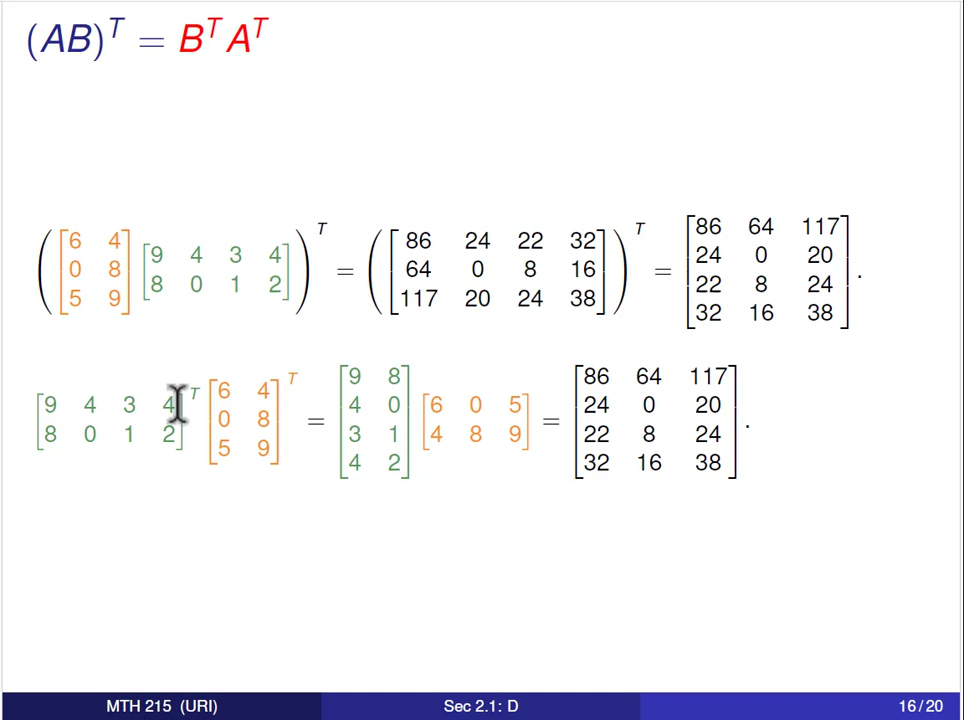 (AB)ᵀ = BᵀAᵀ
([6 4; 0 8; 5 9] [9 4 3 4; 8 0 1 2])ᵀ = ([86 24 22 32; 64 0 8 16; 117 20 24 38])ᵀ = [86 64 117; 24 0 20; 22 8 24; 32 16 38].
[9 4 3 4; 8 0 1 2]ᵀ [6 4; 0 8; 5 9]ᵀ = [9 8; 4 0; 3 1; 4 2] [6 0 5; 4 8 9] = [86 64 117; 24 0 20; 22 8 24; 32 16 38].
MTH 215 (URI) Sec 2.1: D 16/20